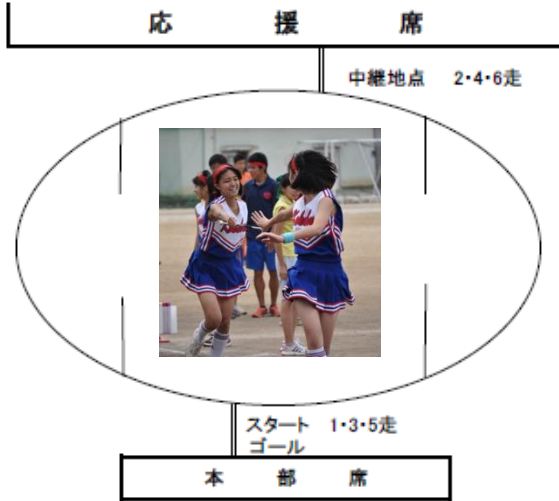 応 援 席
中継地点 2・4・6走
スタート 1・3・5走
ゴール
本 部 席